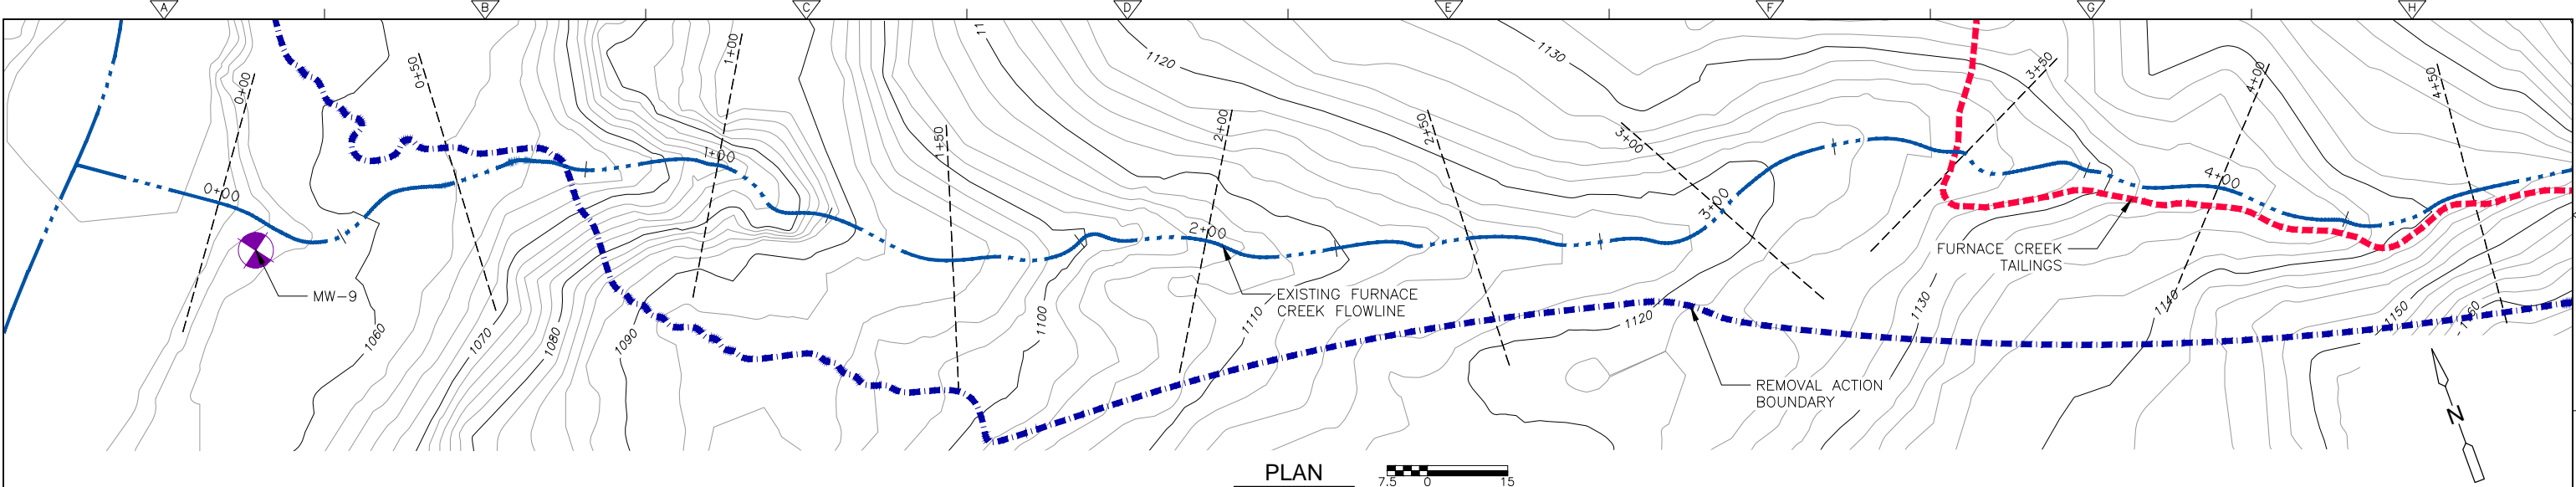 A B C D E F G H
0+00 0+50 1+00 1+50 2+00 2+50 3+00 3+50 4+00 4+50
11 1120 1130
0+00 1+00 2+00 3+00 4+00
MW-9
EXISTING FURNACE
CREEK FLOWLINE
FURNACE CREEK
TAILINGS
1060 1070 1080 1090 1100 1110 1120 1130 1140 1150 1160
REMOVAL ACTION
BOUNDARY
N
PLAN
7.5 0 15